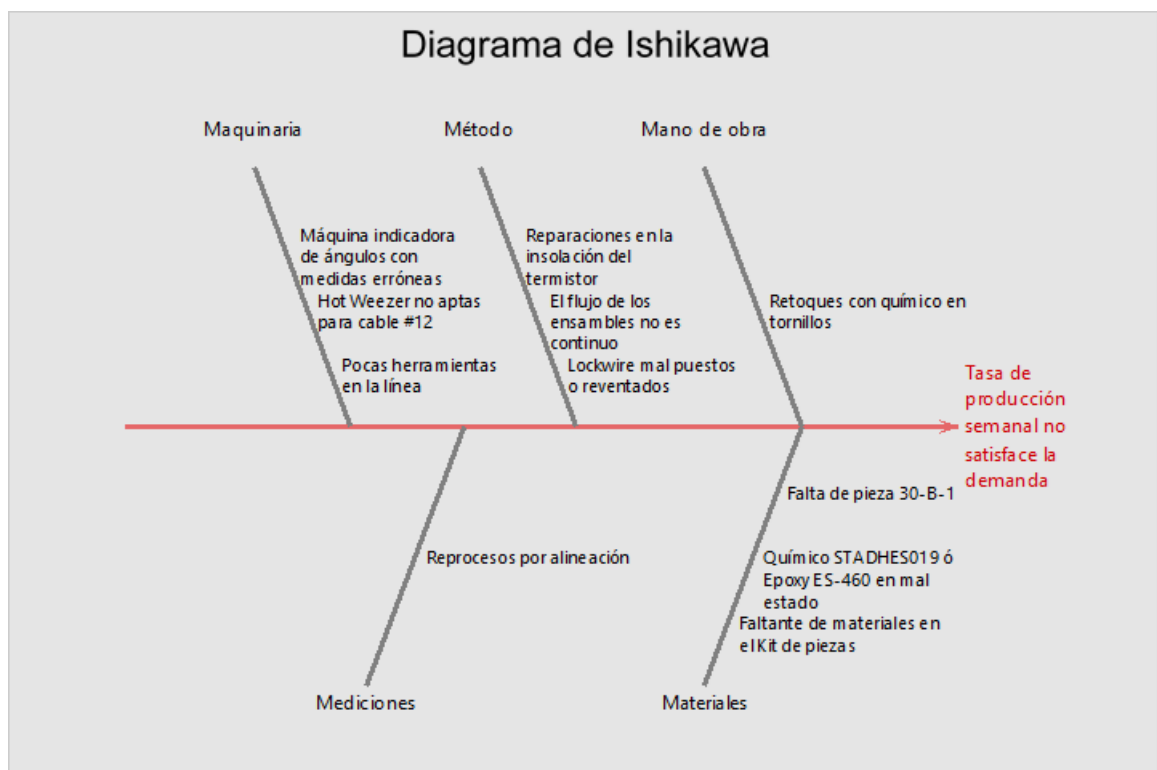 Diagrama de Ishikawa
Maquinaria
Método
Mano de obra
Máquina indicadora
de ángulos con
medidas erróneas
Hot Weezer no aptas
para cable #12
Pocas herramientas
en la línea
Reparaciones en la
insolación del
termistor
El flujo de los
ensambles no es
continuo
Lockwire mal puestos
o reventados
Retoques con químico en
tornillos
Tasa de
producción
semanal no
satisface la
demanda
Reprocesos por alineación
Falta de pieza 30-B-1
Químico STADHES019 ó
Epoxy ES-460 en mal
estado
Faltante de materiales en
el Kit de piezas
Mediciones
Materiales